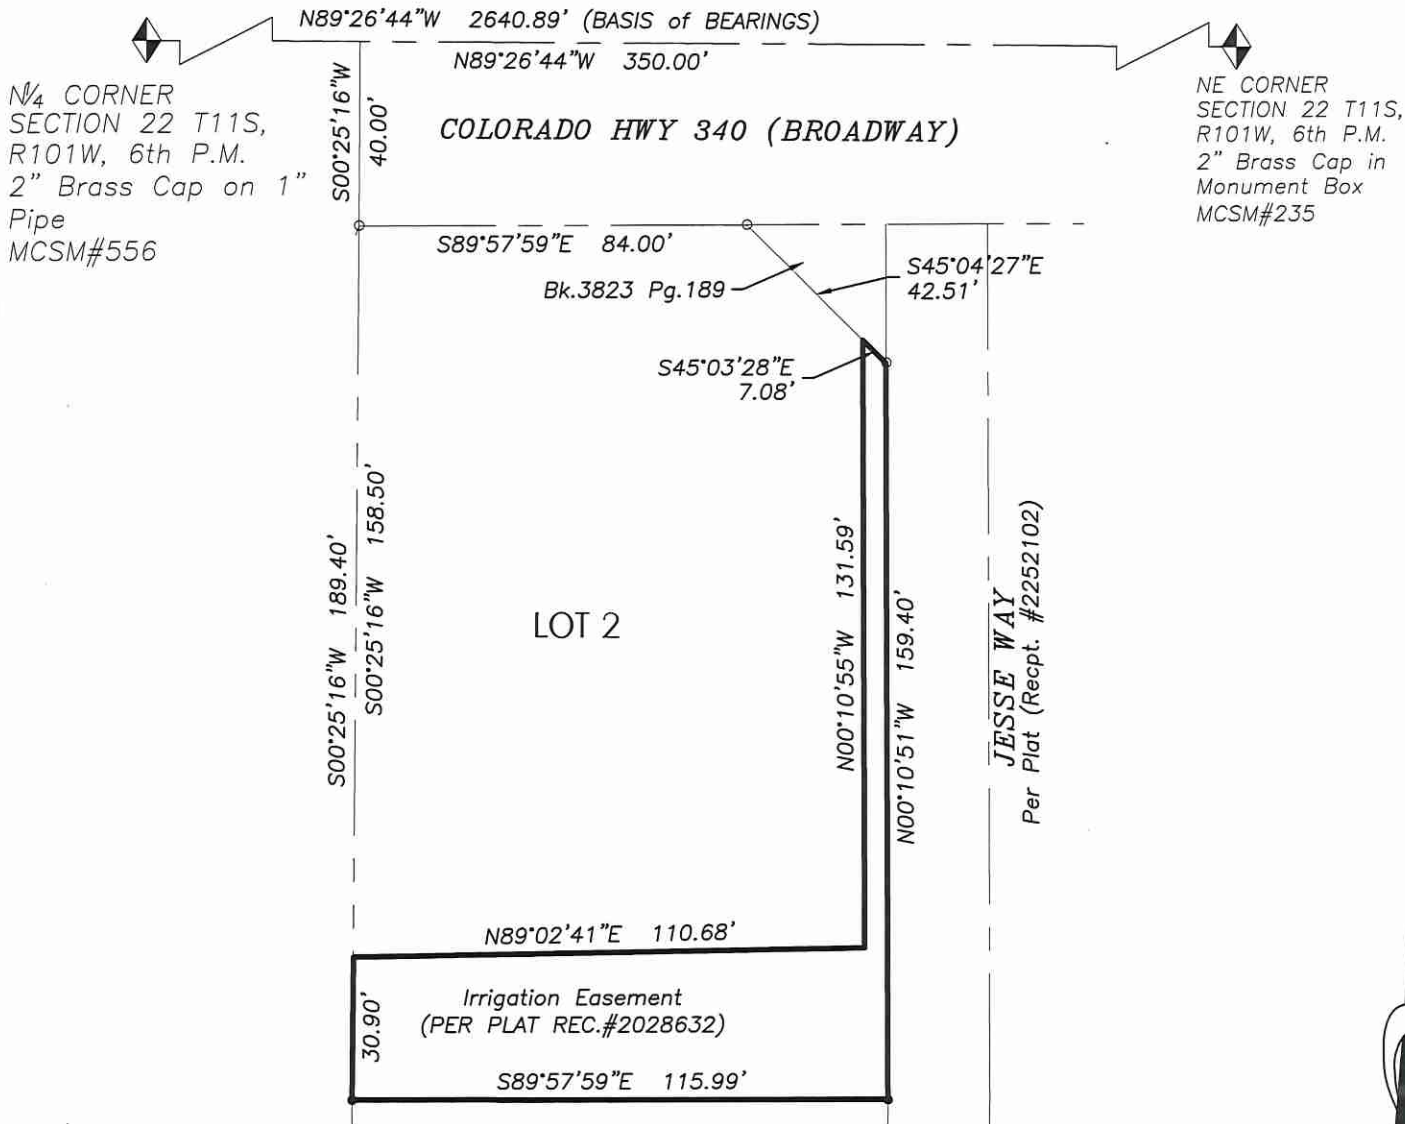 N89°26'44"W 2640.89' (BASIS of BEARINGS)
N89°26'44"W 350.00'
N1/4 CORNER
SECTION 22 T11S,
R101W, 6th P.M.
2" Brass Cap on 1"
Pipe
MCSM#556
S00°25'16"W
40.00'
COLORADO HWY 340 (BROADWAY)
NE CORNER
SECTION 22 T11S,
R101W, 6th P.M.
2" Brass Cap in
Monument Box
MCSM#235
S89°57'59"E 84.00'
Bk.3823 Pg.189
S45°04'27"E
42.51'
S45°03'28"E
7.08'
S00°25'16"W 189.40'
S00°25'16"W 158.50'
LOT 2
N00°10'55"W 131.59'
N00°10'51"W 159.40'
JESSE WAY
Per Plat (Recpt. #2252102)
N89°02'41"E 110.68'
30.90'
Irrigation Easement
(PER PLAT REC.#2028632)
S89°57'59"E 115.99'